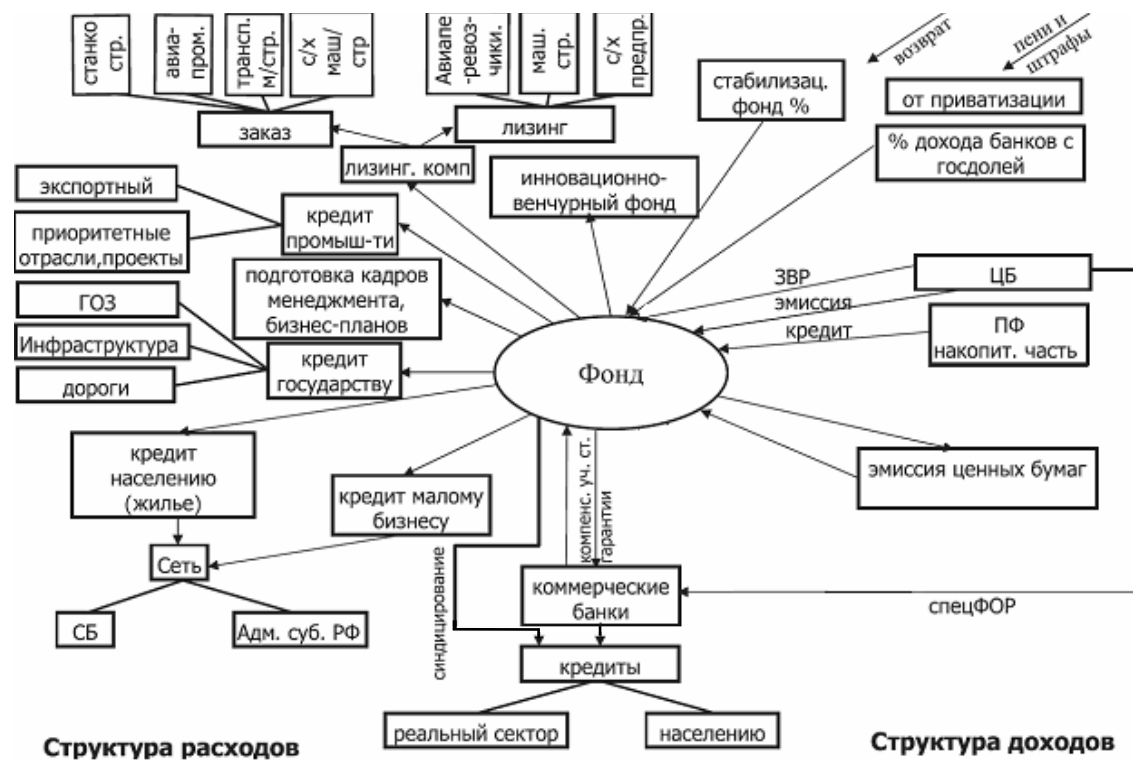 станко
стр.
авиа-
пром.
трансп.
м/стр.
с/х
маш/
стр
Авиапе
-ревоз-
чики.
маш.
стр.
с/х
предпр.
возврат
пени и
штрафы
стабилизац.
фонд %
от приватизации
заказ
лизинг
% дохода банков с
госдолей
лизинг. комп
экспортный
инновационно-
венчурный фонд
кредит
промыш-ти
приоритетные
отрасли,проекты
подготовка кадров
менеджмента,
бизнес-планов
ЗВР
ЦБ
ГОЗ
эмиссия
кредит
ПФ
накопит. часть
Инфраструктура
кредит
государству
Фонд
дороги
кредит
населению
(жилье)
эмиссия ценных бумаг
кредит малому
бизнесу
компенс. уч. ст.
гарантии
Сеть
синдицирование
коммерческие
банки
спецФОР
СБ
Адм. суб. РФ
кредиты
реальный сектор
населению
Структура расходов
Структура доходов